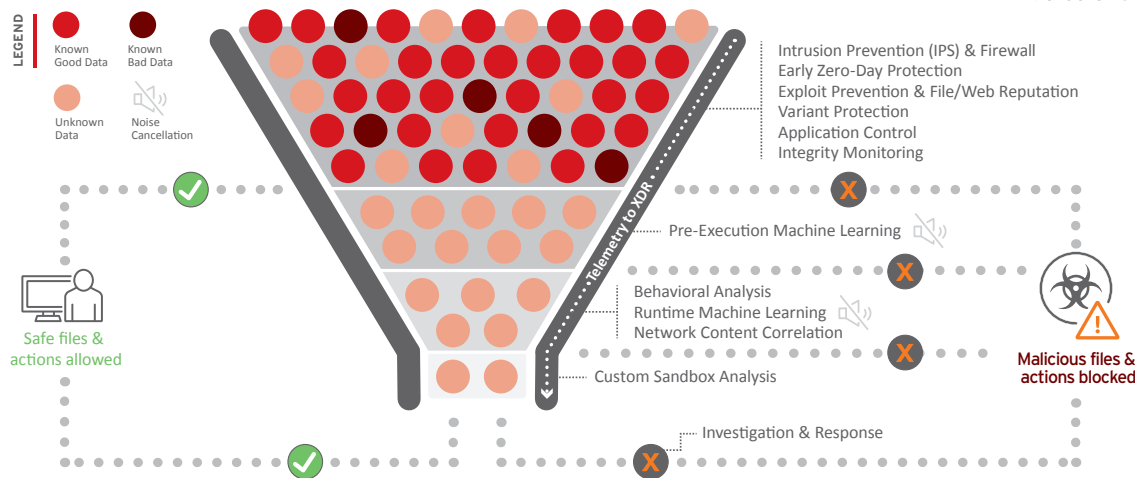 LEGEND
Known
Good Data
Known
Bad Data
Unknown
Data
Noise
Cancellation
Intrusion Prevention (IPS) & Firewall
Early Zero-Day Protection
Exploit Prevention & File/Web Reputation
Variant Protection
Application Control
Integrity Monitoring
X
Telemetry to XDR
Pre-Execution Machine Learning
X
Behavioral Analysis
Runtime Machine Learning
Network Content Correlation
Safe files &
actions allowed
X
Malicious files &
actions blocked
Custom Sandbox Analysis
Investigation & Response
X